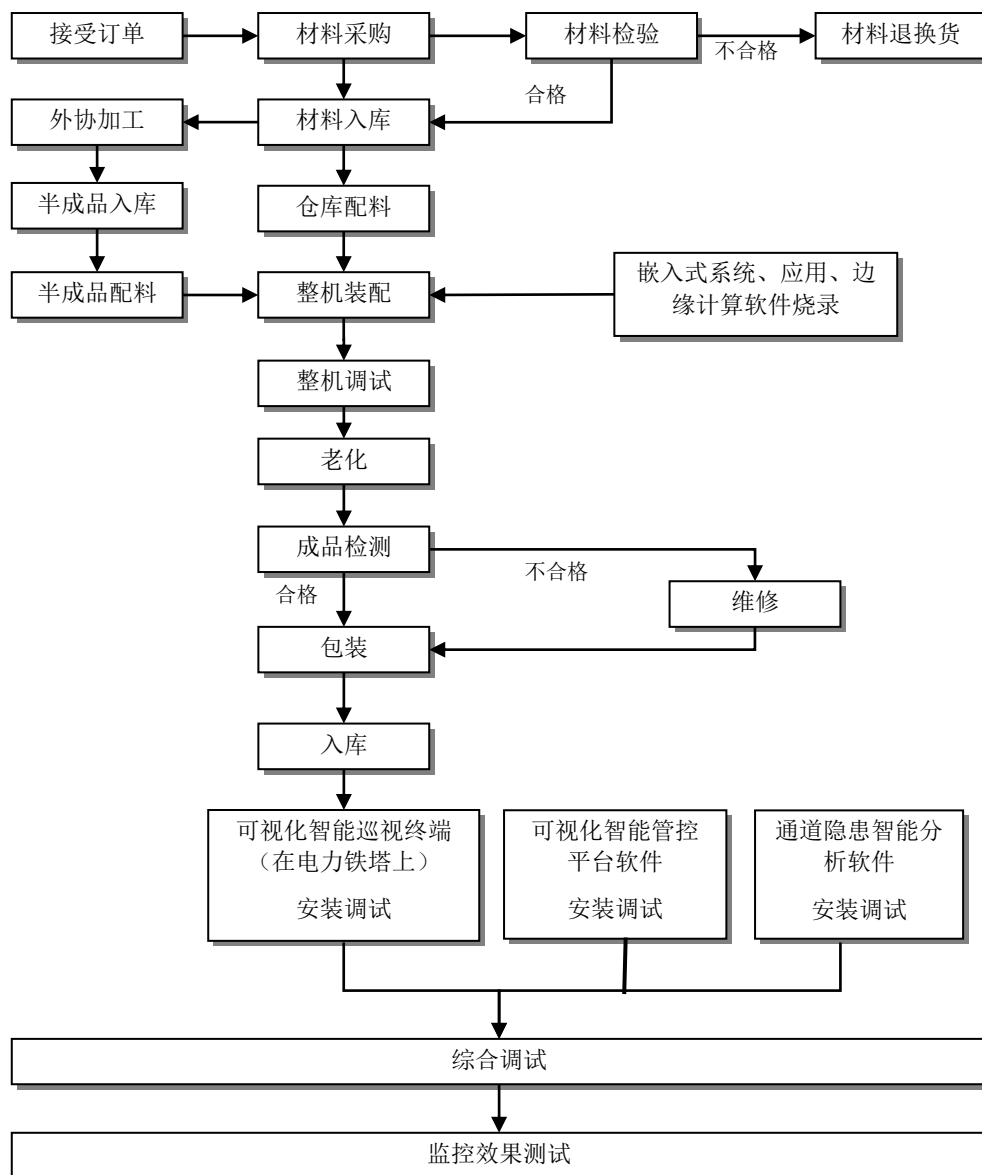 接受订单
材料采购
材料检验
不合格
材料退换货
合格
外协加工
材料入库
半成品入库
仓库配料
半成品配料
整机装配
嵌入式系统、应用、边
缘计算软件烧录
整机调试
老化
成品检测
不合格
合格
维修
包装
入库
可视化智能巡视终端
（在电力铁塔上）
安装调试
可视化智能管控
平台软件
安装调试
通道隐患智能分
析软件
安装调试
综合调试
监控效果测试